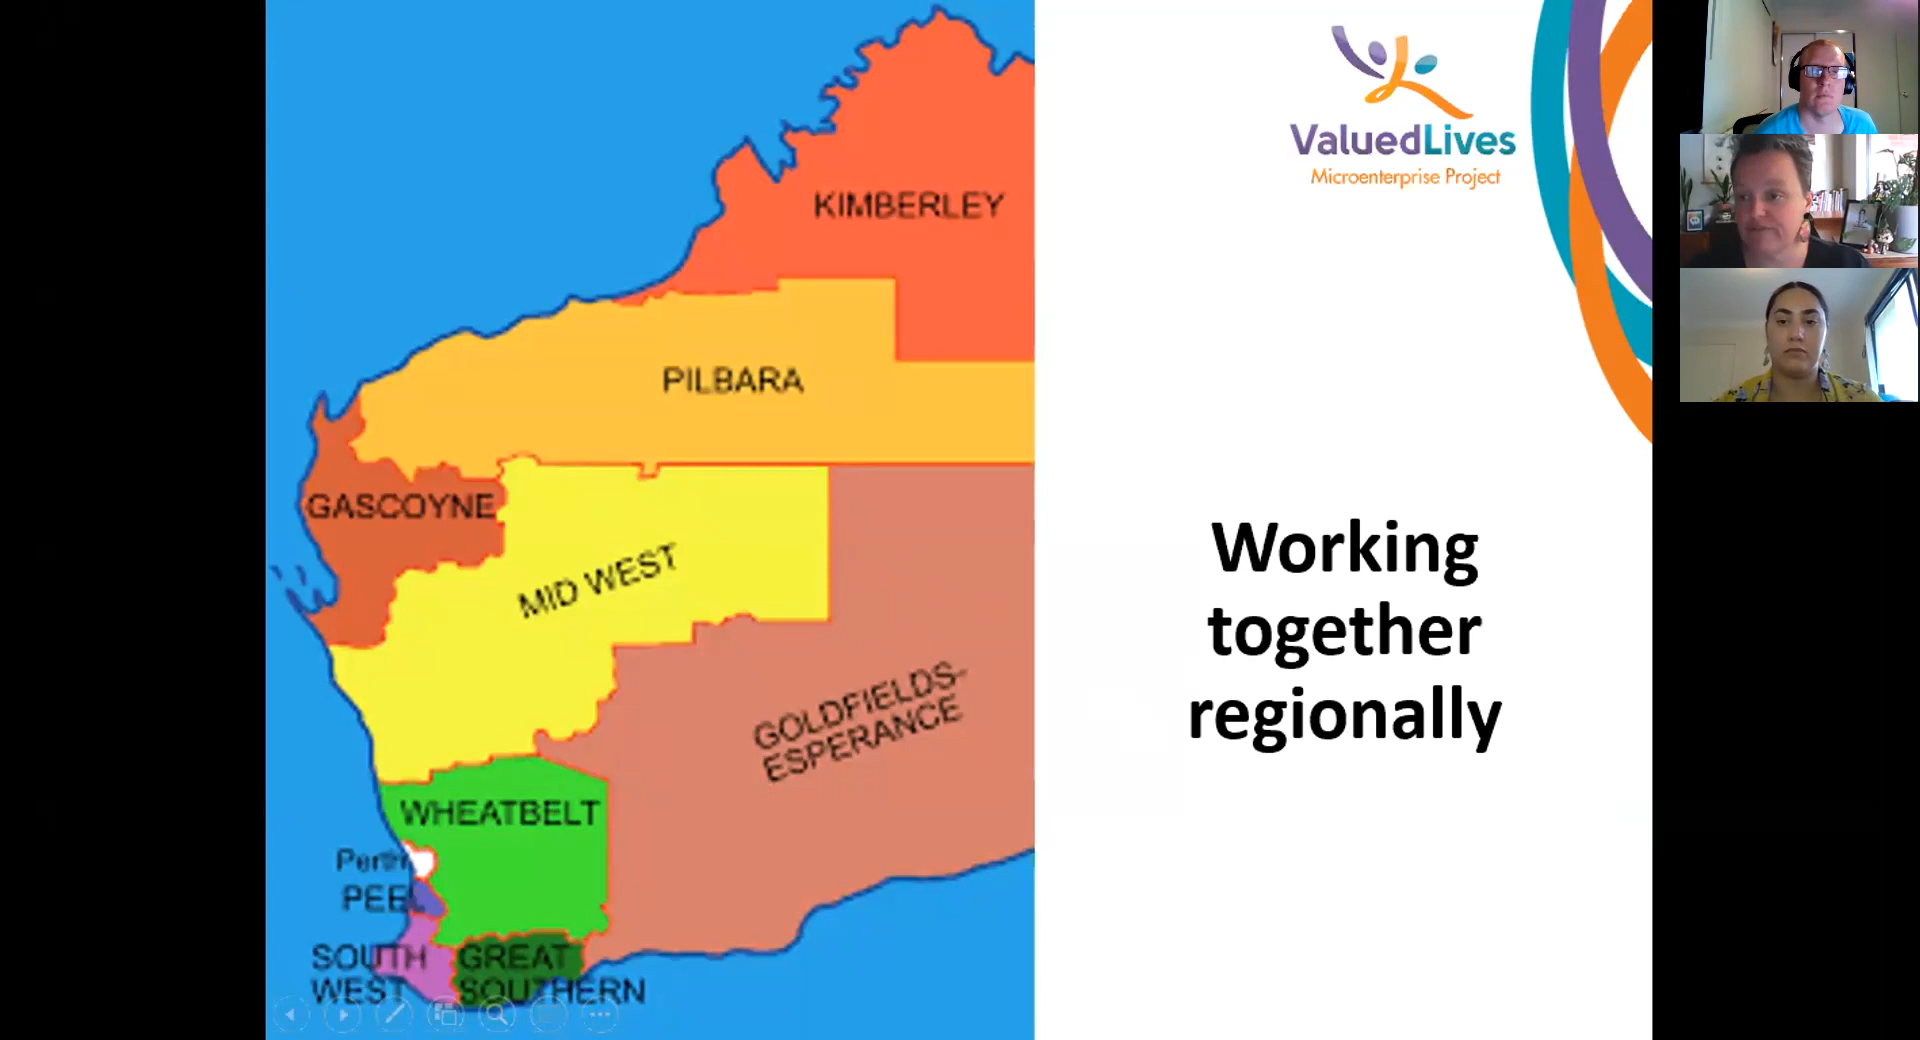 KIMBERLEY
PILBARA
GASCOYNE
MID WEST
GOLDFIELDS-
ESPERANCE
WHEATBELT
Perth
PEEL
SOUTH
WEST
GREAT
SOUTHERN
ValuedLives
Microenterprise Project
Working
together
regionally